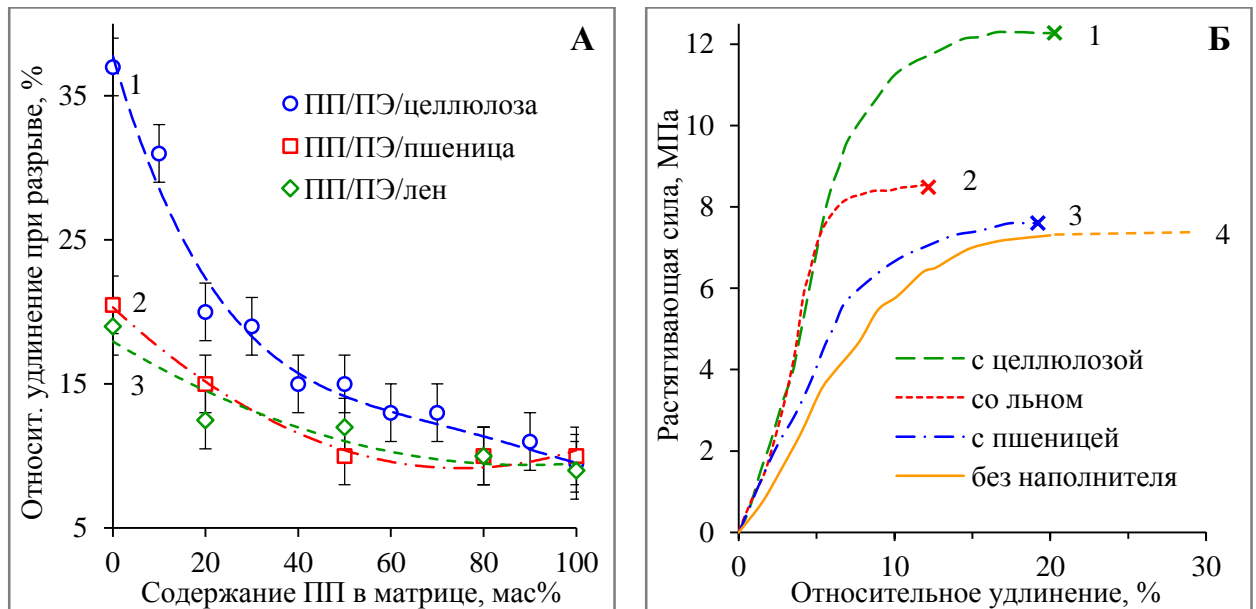 А
Относит. удлинение при разрыве, %
35
25
15
5
1
2
3
ПП/ПЭ/целлюлоза
ПП/ПЭ/пшеница
ПП/ПЭ/лен
0 20 40 60 80 100
Содержание ПП в матрице, мас%
Б
Растягивающая сила, МПа
12
10
8
6
4
2
0
1
2
3
4
с целлюлозой
со льном
с пшеницей
без наполнителя
0 10 20 30
Относительное удлинение, %